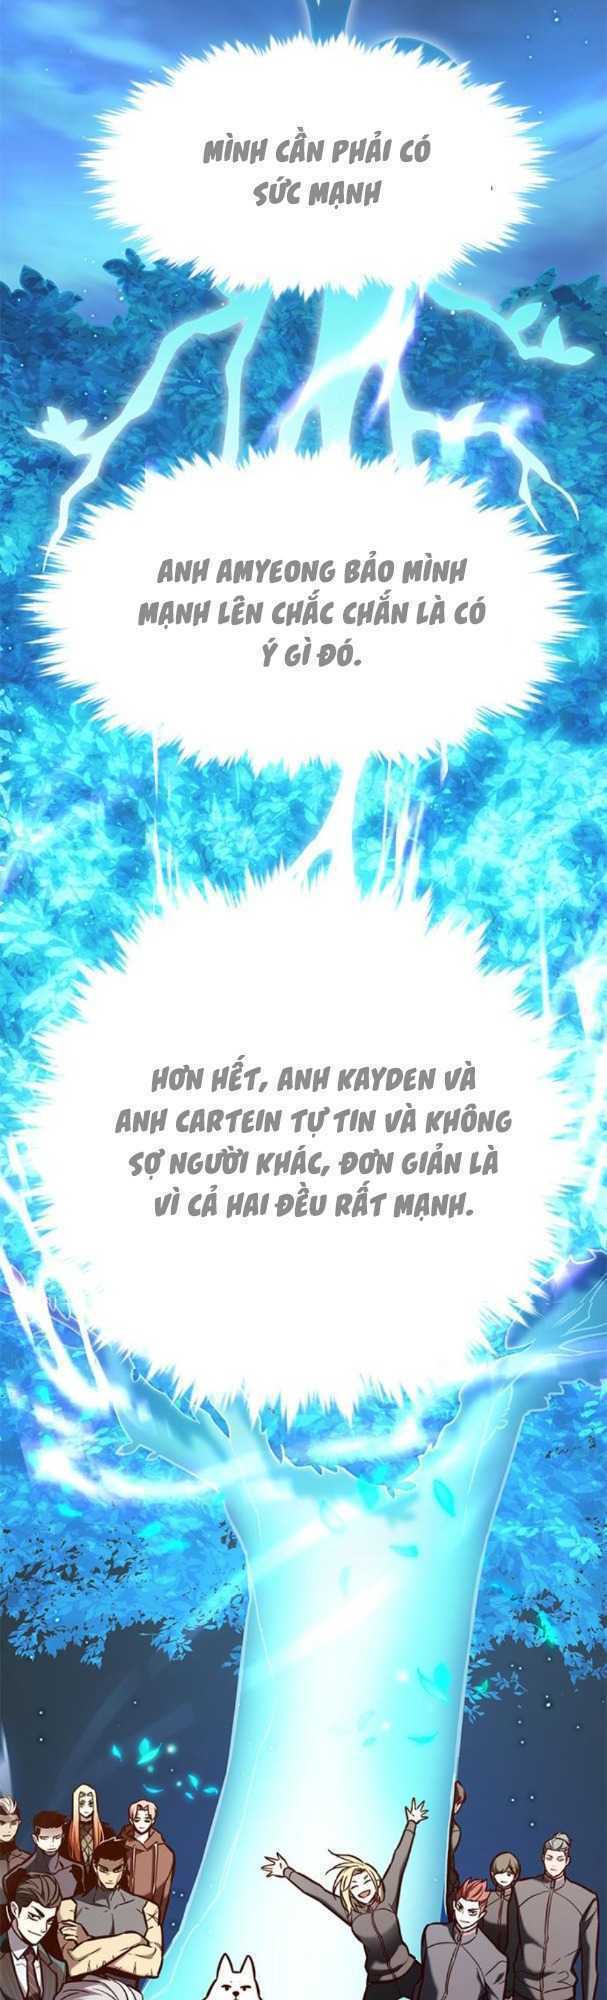 MÌNH CẦN PHẢI CÓ
SỨC MẠNH
ANH AMYEONG BẢO MÌNH
MẠNH LÊN CHẮC CHẮN LÀ CÓ
Ý GÌ ĐÓ.
HƠN HẾT, ANH KAYDEN VÀ
ANH CARTEIN TỰ TIN VÀ KHÔNG
SỢ NGƯỜI KHÁC, ĐƠN GIẢN LÀ
VÌ CẢ HAI ĐỀU RẤT MẠNH.